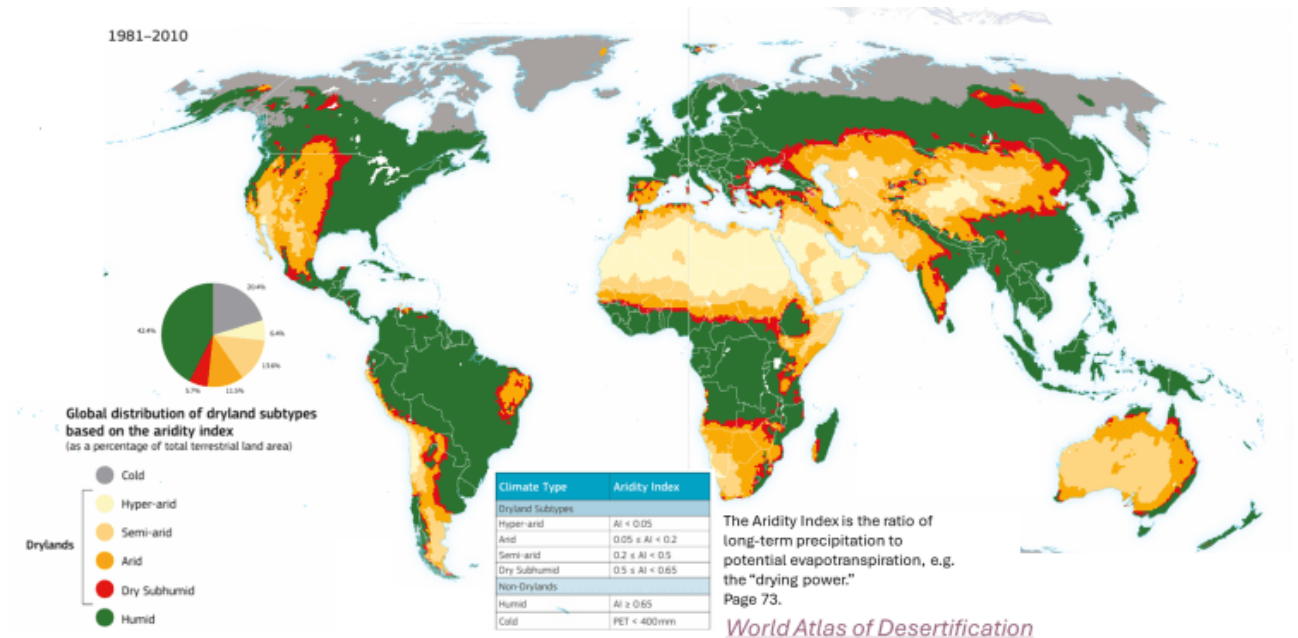 1981–2010
20.4%
6.4%
13.6%
11.5%
5.7%
42.4%
Global distribution of dryland subtypes
based on the aridity index
(as a percentage of total terrestrial land area)
Cold
Hyper-arid
Semi-arid
Drylands
Arid
Dry Subhumid
Humid
Climate Type Aridity Index
Dryland Subtypes
Hyper-arid AI < 0.05
Arid 0.05 ≤ AI < 0.2
Semi-arid 0.2 ≤ AI < 0.5
Dry Subhumid 0.5 ≤ AI < 0.65
Non-Drylands
Humid AI ≥ 0.65
Cold PET < 400mm
The Aridity Index is the ratio of
long-term precipitation to
potential evapotranspiration, e.g.
the “drying power.”
Page 73.
World Atlas of Desertification